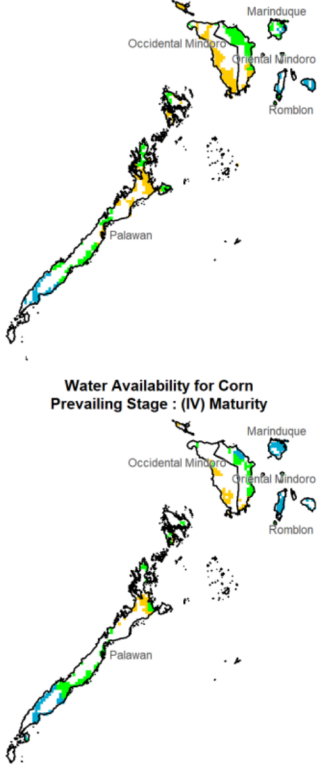 Marinduque
Occidental Mindoro
Oriental Mindoro
Romblon
Palawan
Water Availability for Corn
Prevailing Stage : (IV) Maturity
Marinduque
Occidental Mindoro
Oriental Mindoro
Romblon
Palawan